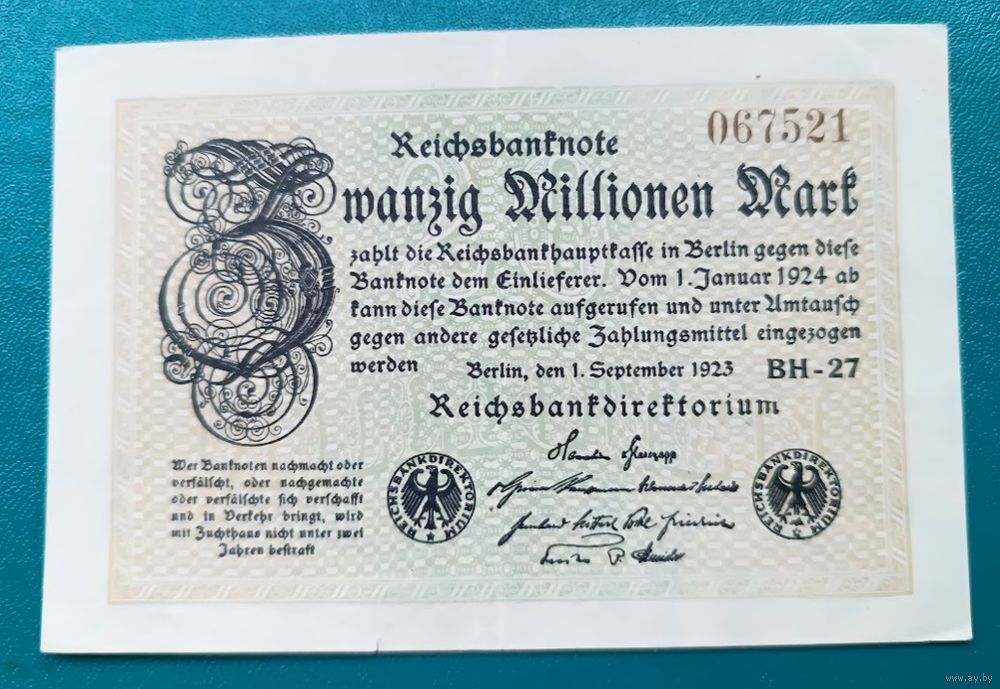 067521
Reichsbanknote
Zwanzig Millionen Mark
zahlt die Reichsbankhauptkasse in Berlin gegen diese
Banknote dem Einlieferer. Vom 1. Januar 1924 ab
kann diese Banknote aufgerufen und unter Umtausch
gegen andere gesetzliche Zahlungsmittel eingezogen
werden
Berlin, den 1. September 1923 BH-27
Reichsbankdirektorium
Wer Banknoten nachmacht oder
verfälscht, oder nachgemachte
oder verfälschte sich verschafft
und in Verkehr bringt, wird
mit Zuchthaus nicht unter zwei
Jahren bestraft
REICHSBANKDIREKTORIUM
REICHSBANKDIREKTORIUM
www.ay.by